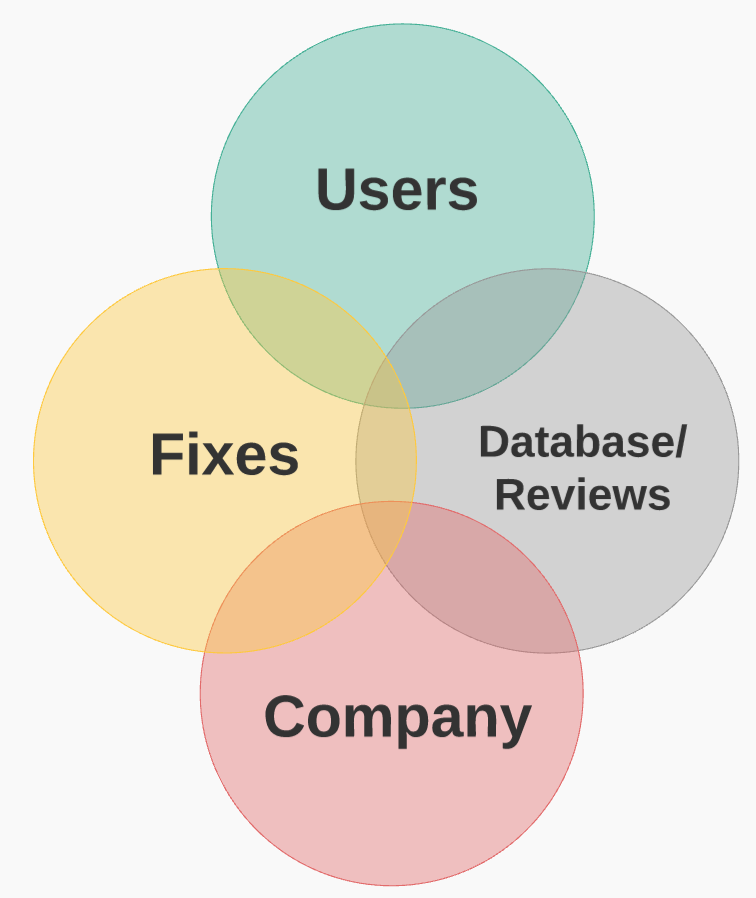 Users
Fixes
Database/
Reviews
Company